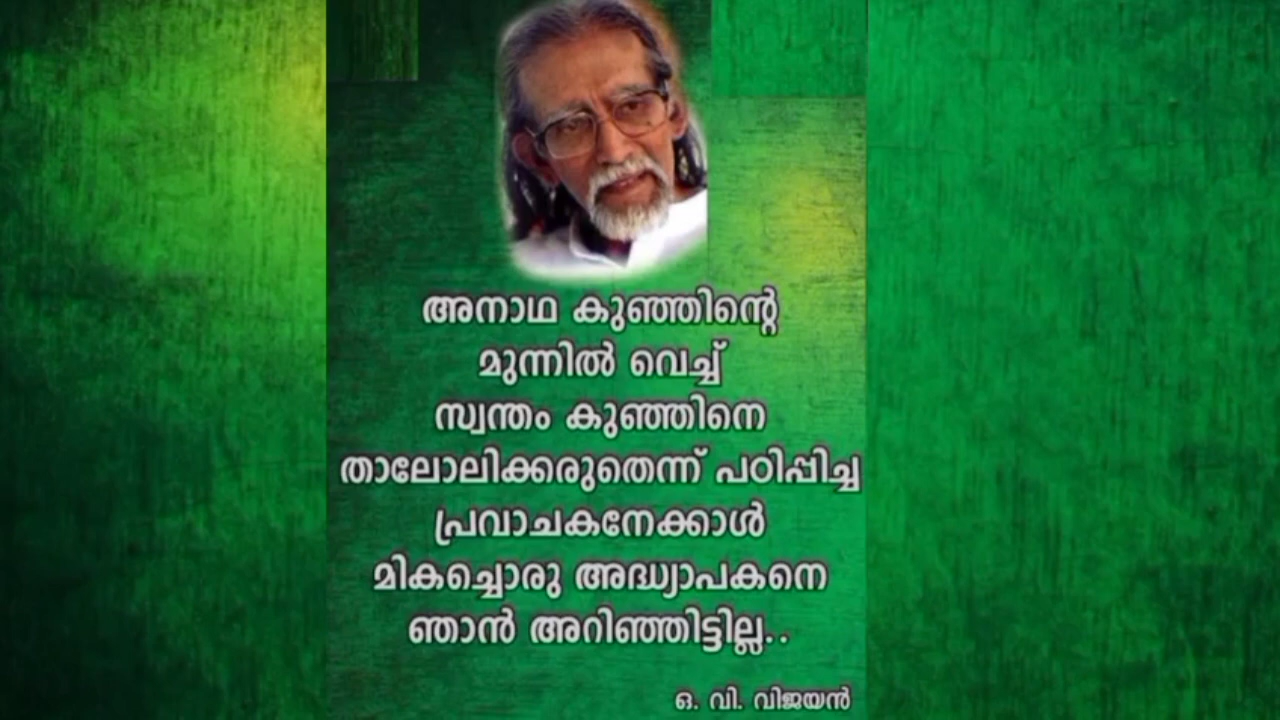 അനാഥ കുഞ്ഞിന്റെ
മുന്നിൽ വെച്ച്
സ്വന്തം കുഞ്ഞിനെ
താലോലിക്കരുതെന്ന് പഠിപ്പിച്ച
പ്രവാചകനേക്കാൾ
മികച്ചൊരു അദ്ധ്യാപകനെ
ഞാൻ അറിഞ്ഞിട്ടില്ല..
ഒ. വി. വിജയൻ